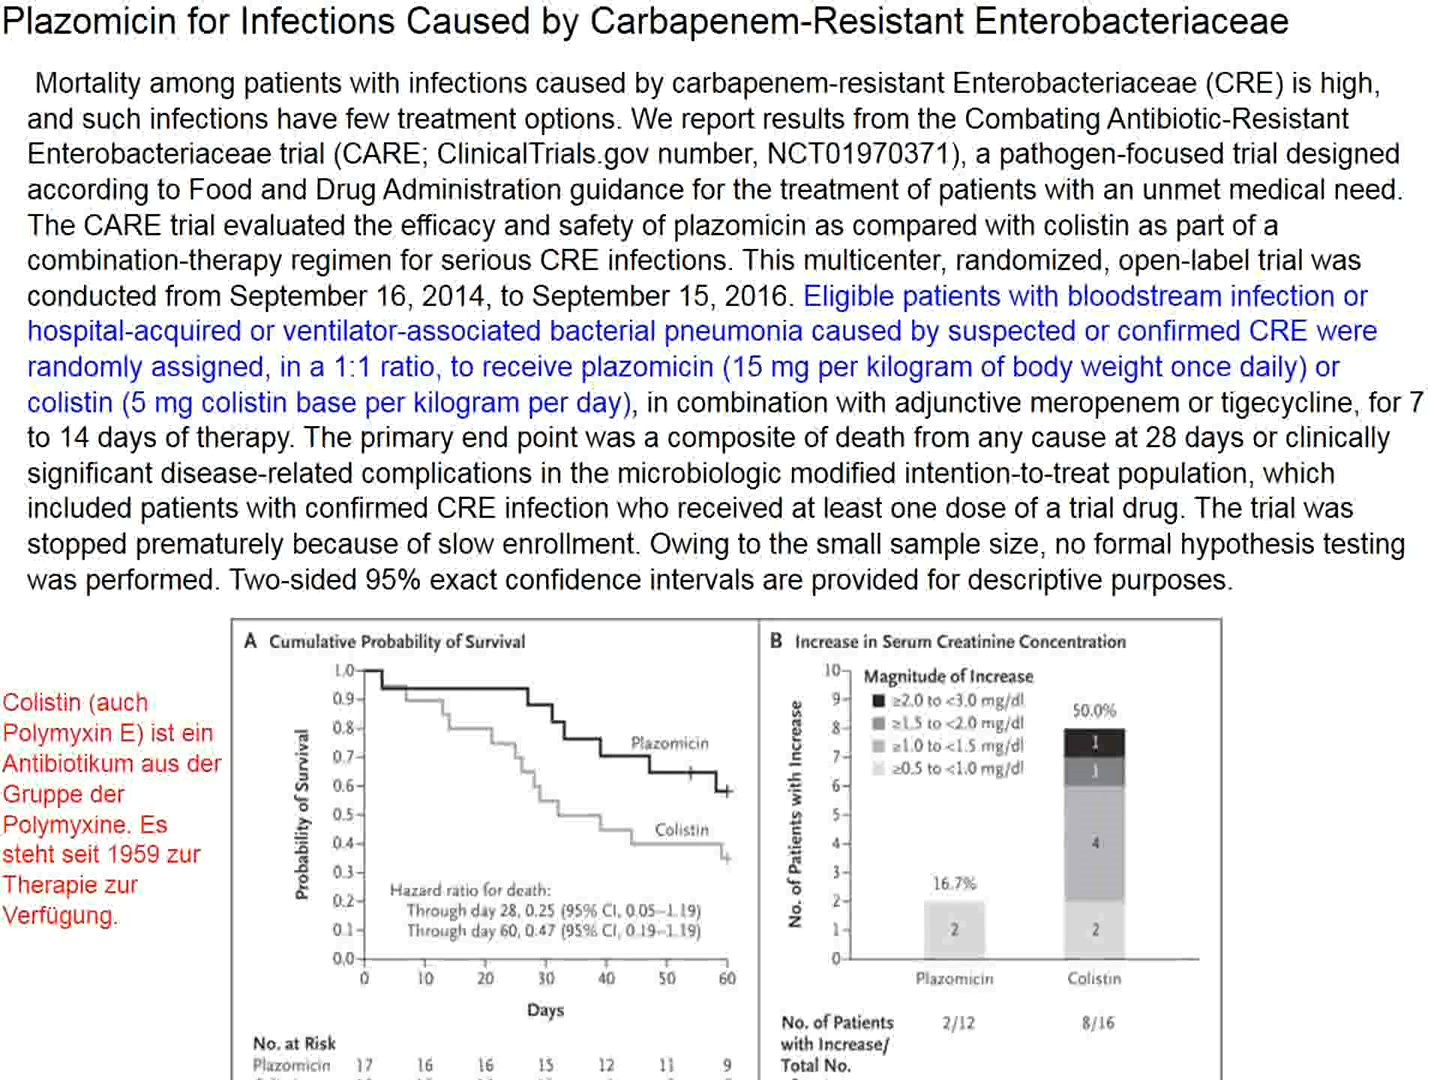 Plazomicin for Infections Caused by Carbapenem-Resistant Enterobacteriaceae
Mortality among patients with infections caused by carbapenem-resistant Enterobacteriaceae (CRE) is high,
and such infections have few treatment options. We report results from the Combating Antibiotic-Resistant
Enterobacteriaceae trial (CARE; ClinicalTrials.gov number, NCT01970371), a pathogen-focused trial designed
according to Food and Drug Administration guidance for the treatment of patients with an unmet medical need.
The CARE trial evaluated the efficacy and safety of plazomicin as compared with colistin as part of a
combination-therapy regimen for serious CRE infections. This multicenter, randomized, open-label trial was
conducted from September 16, 2014, to September 15, 2016. Eligible patients with bloodstream infection or
hospital-acquired or ventilator-associated bacterial pneumonia caused by suspected or confirmed CRE were
randomly assigned, in a 1:1 ratio, to receive plazomicin (15 mg per kilogram of body weight once daily) or
colistin (5 mg colistin base per kilogram per day), in combination with adjunctive meropenem or tigecycline, for 7
to 14 days of therapy. The primary end point was a composite of death from any cause at 28 days or clinically
significant disease-related complications in the microbiologic modified intention-to-treat population, which
included patients with confirmed CRE infection who received at least one dose of a trial drug. The trial was
stopped prematurely because of slow enrollment. Owing to the small sample size, no formal hypothesis testing
was performed. Two-sided 95% exact confidence intervals are provided for descriptive purposes.
Colistin (auch
Polymyxin E) ist ein
Antibiotikum aus der
Gruppe der
Polymyxine. Es
steht seit 1959 zur
Therapie zur
Verfügung.
A Cumulative Probability of Survival
Probability of Survival
1.0
0.9
0.8
0.7
0.6
0.5
0.4
0.3
0.2
0.1
0.0
Plazomicin
Colistin
Hazard ratio for death:
Through day 28, 0.25 (95% CI, 0.05–1.19)
Through day 60, 0.47 (95% CI, 0.19–1.19)
0 10 20 30 40 50 60
Days
No. at Risk
Plazomicin 17 16 16 15 12 11 9
B Increase in Serum Creatinine Concentration
No. of Patients with Increase
10
9
8
7
6
5
4
3
2
1
0
Magnitude of Increase
≥2.0 to <3.0 mg/dl
≥1.5 to <2.0 mg/dl
≥1.0 to <1.5 mg/dl
≥0.5 to <1.0 mg/dl
50.0%
1
1
4
2
16.7%
2
Plazomicin Colistin
No. of Patients 2/12 8/16
with Increase/
Total No.